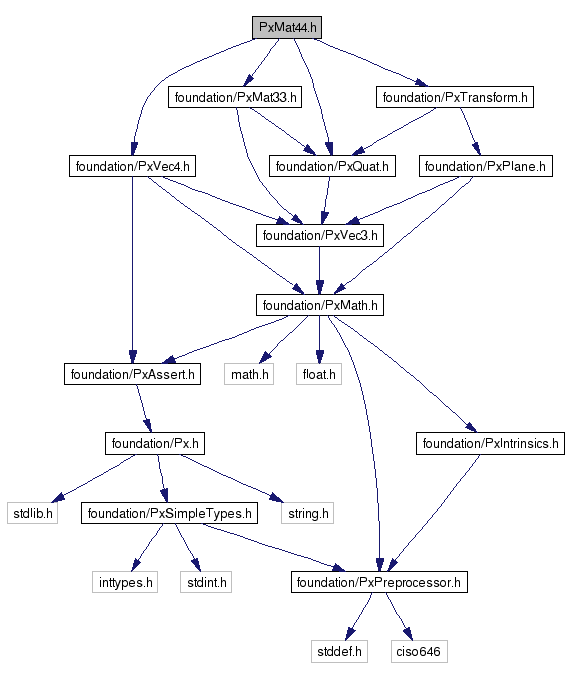 PxMat44.h
foundation/PxMat33.h
foundation/PxTransform.h
foundation/PxVec4.h
foundation/PxQuat.h
foundation/PxPlane.h
foundation/PxVec3.h
foundation/PxMath.h
foundation/PxAssert.h
math.h
float.h
foundation/Px.h
foundation/PxIntrinsics.h
stdlib.h
foundation/PxSimpleTypes.h
string.h
inttypes.h
stdint.h
foundation/PxPreprocessor.h
stddef.h
ciso646